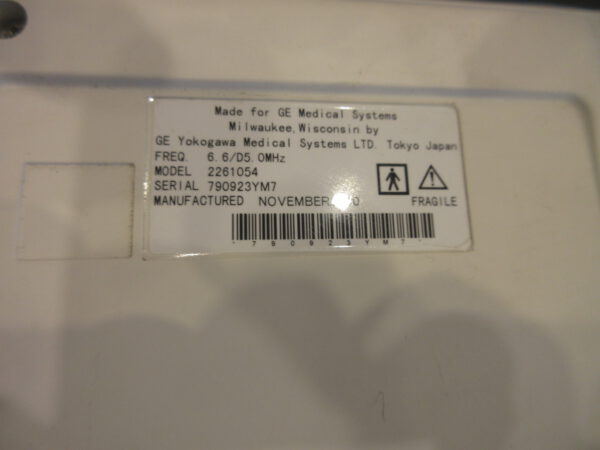 Made for GE Medical Systems
Milwaukee, Wisconsin by
GE Yokogawa Medical Systems LTD. Tokyo Japan
FREQ. 6.6/D5.0MHz
MODEL 2261054
SERIAL 790923YM7
MANUFACTURED NOVEMBER
FRAGILE
*790923YM7*